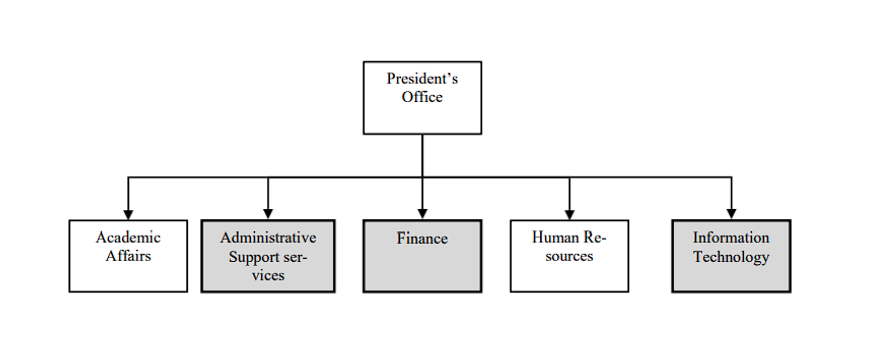 President’s
Office
Academic
Affairs
Administrative
Support ser-
vices
Finance
Human Re-
sources
Information
Technology